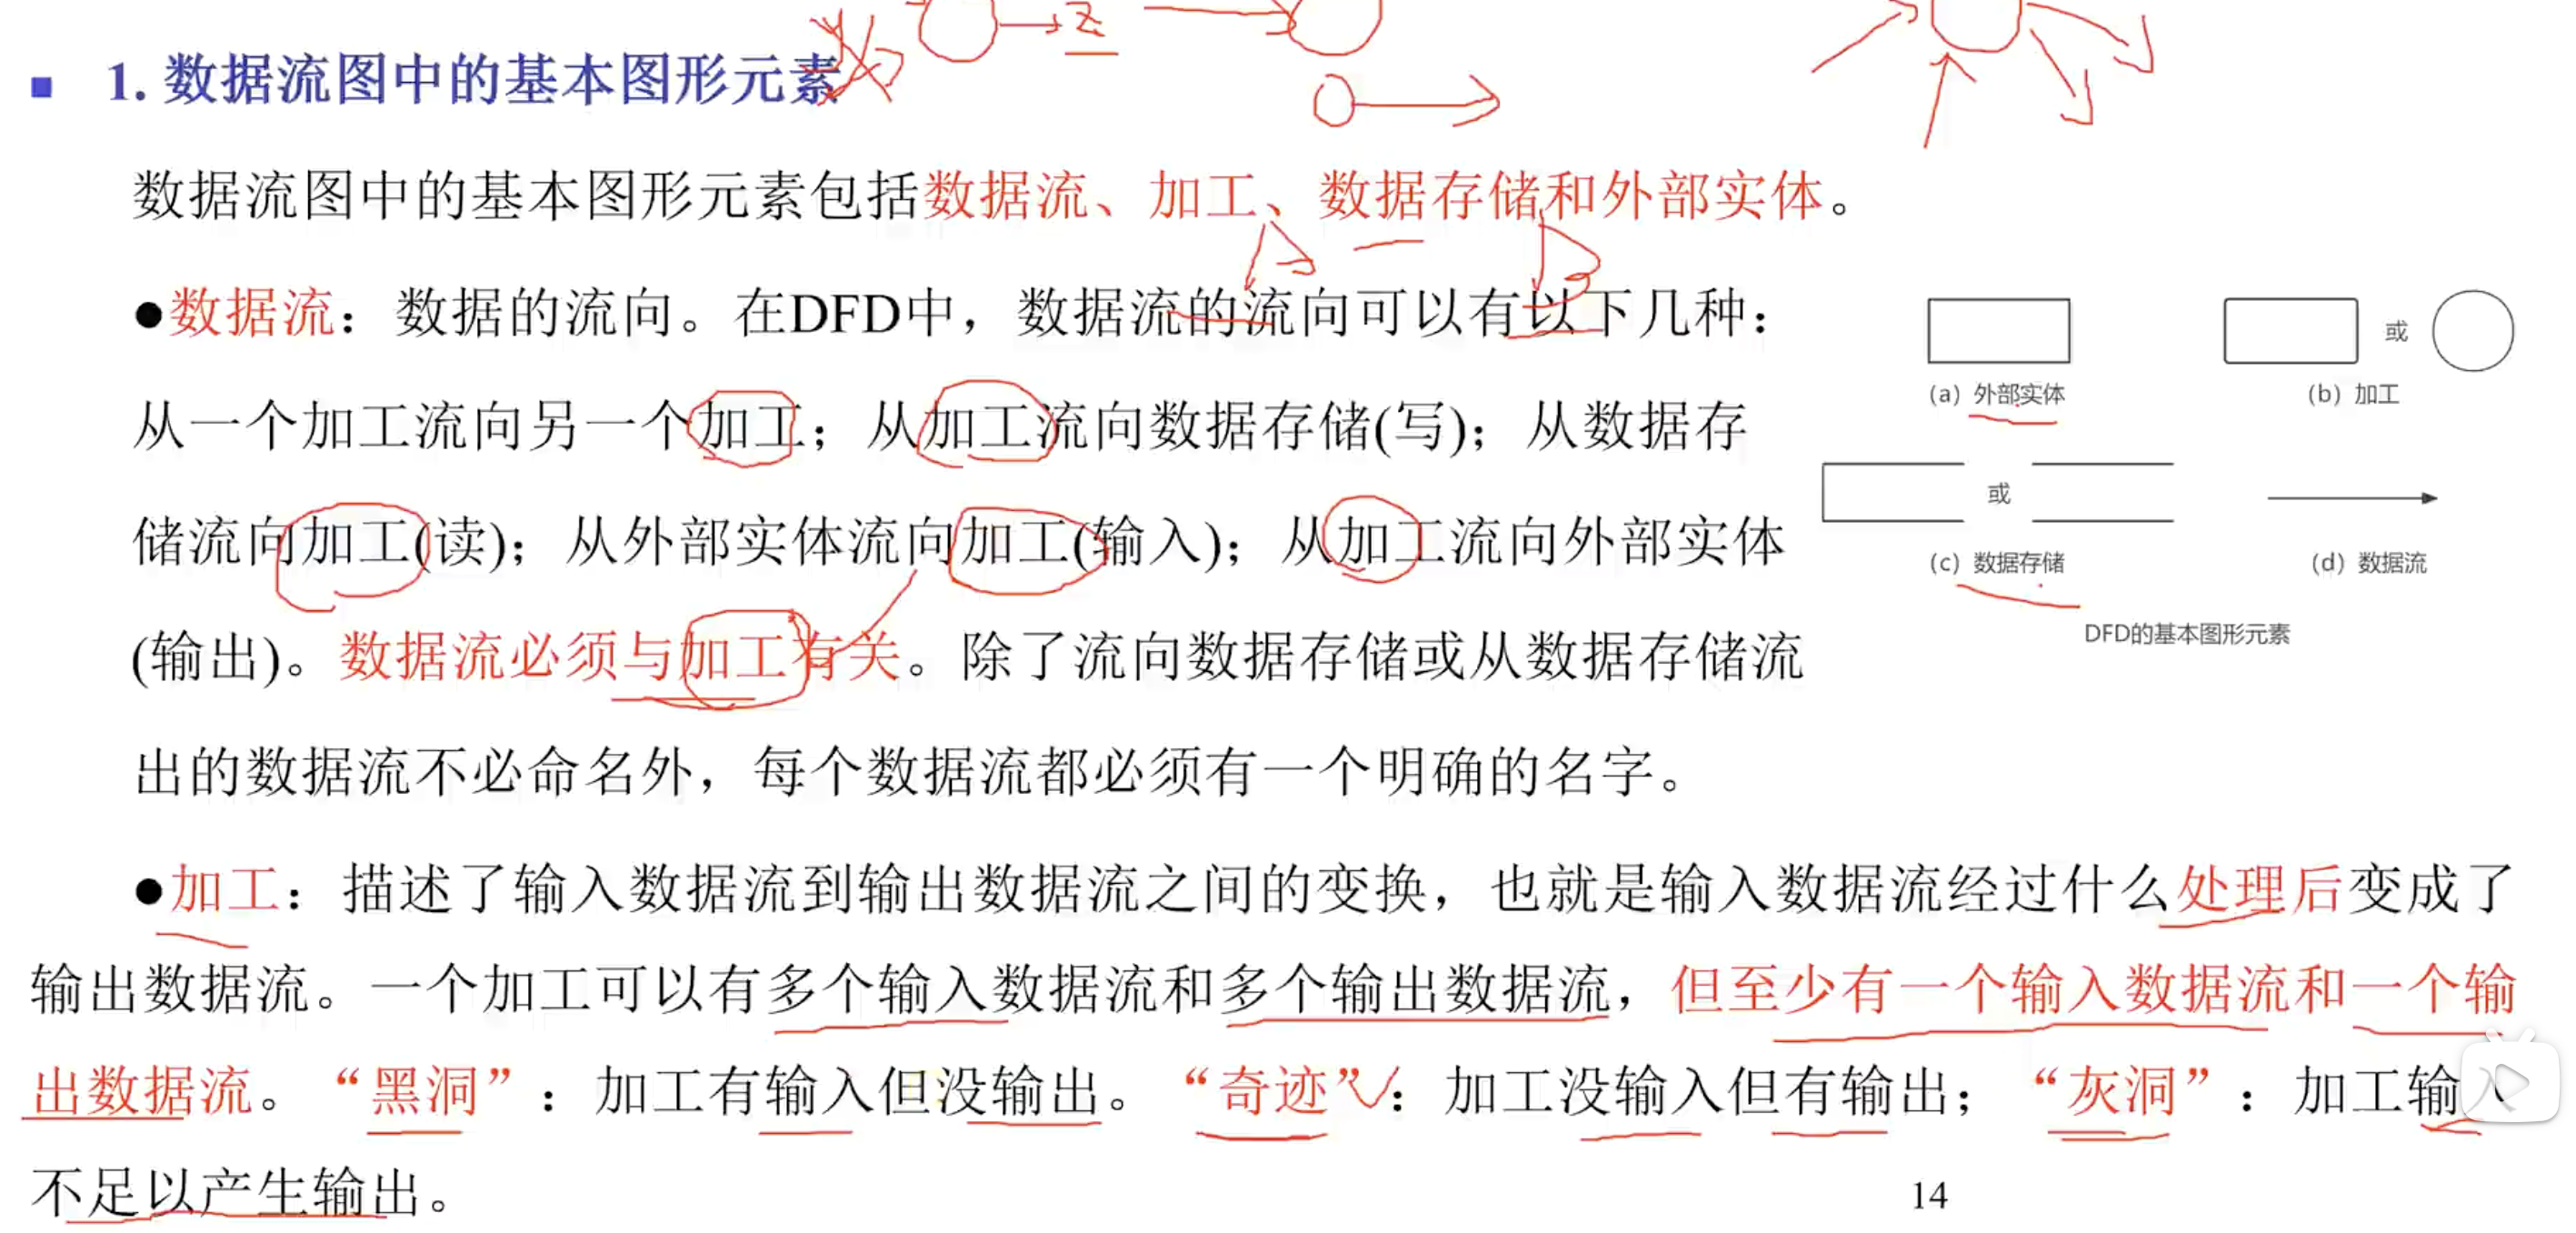 1. 数据流图中的基本图形元素
数据流图中的基本图形元素包括数据流、加工、数据存储和外部实体。
●数据流：数据的流向。在DFD中，数据流的流向可以有以下几种：
从一个加工流向另一个加工；从加工流向数据存储(写)；从数据存
储流向加工(读)；从外部实体流向加工(输入)；从加工流向外部实体
(输出)。数据流必须与加工有关。除了流向数据存储或从数据存储流
出的数据流不必命名外，每个数据流都必须有一个明确的名字。
或
(a) 外部实体
(b) 加工
或
(c) 数据存储
(d) 数据流
DFD的基本图形元素
●加工：描述了输入数据流到输出数据流之间的变换，也就是输入数据流经过什么处理后变成了
输出数据流。一个加工可以有多个输入数据流和多个输出数据流，但至少有一个输入数据流和一个输
出数据流。“黑洞”：加工有输入但没输出。“奇迹”：加工没输入但有输出；“灰洞”：加工输入
不足以产生输出。
14